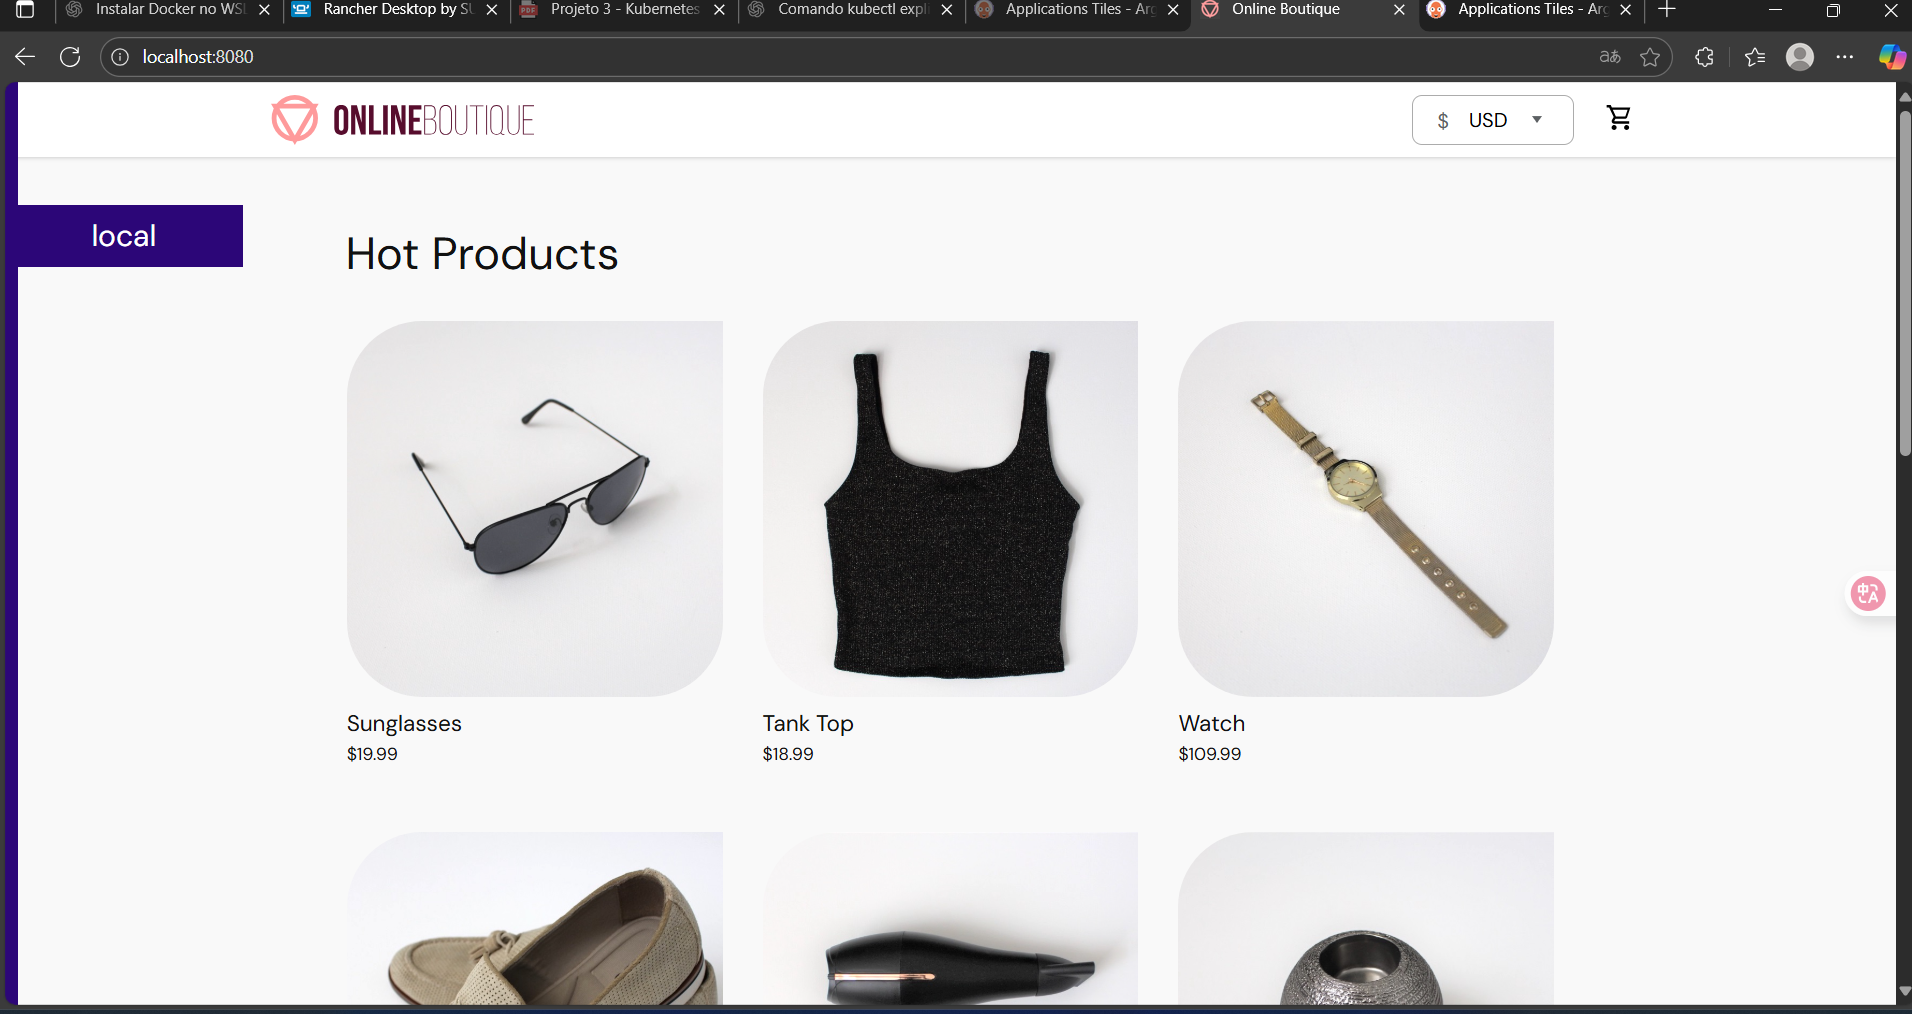 Instalar Docker no WSL
Rancher Desktop by SU
Projeto 3 - Kubernetes
Comando kubectl expli
Applications Tiles - Arg
Online Boutique
Applications Tiles - Arg
localhost:8080
ONLINEBOUTIQUE
$ USD
local
Hot Products
Sunglasses
$19.99
Tank Top
$18.99
Watch
$109.99